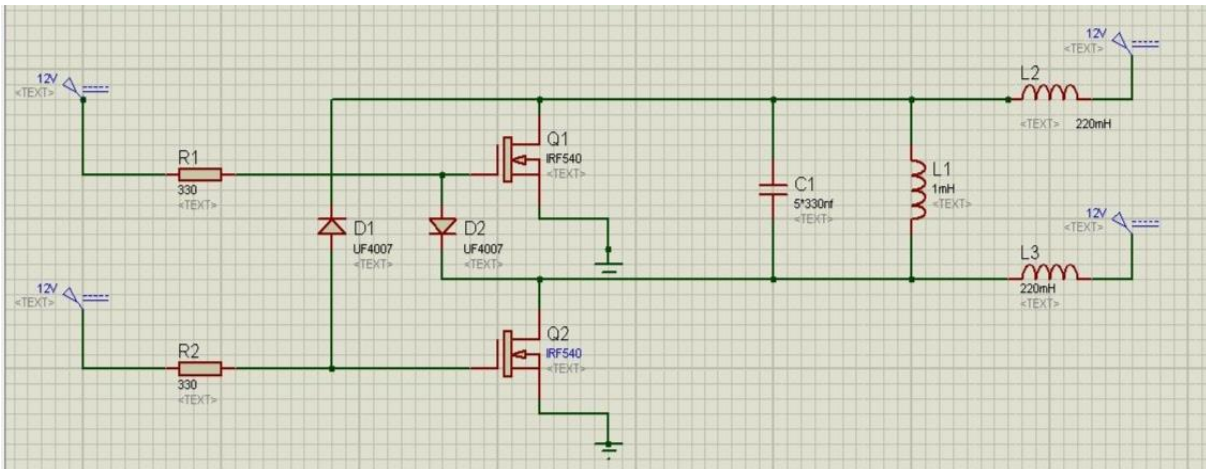 12V
<TEXT>
L2
<TEXT> 220mH
12V
<TEXT>
Q1
IRF540
<TEXT>
R1
330
<TEXT>
C1
5*330nf
<TEXT>
L1
1mH
<TEXT>
12V
<TEXT>
D1
UF4007
<TEXT>
D2
UF4007
<TEXT>
L3
220mH
<TEXT>
12V
<TEXT>
Q2
IRF540
<TEXT>
R2
330
<TEXT>